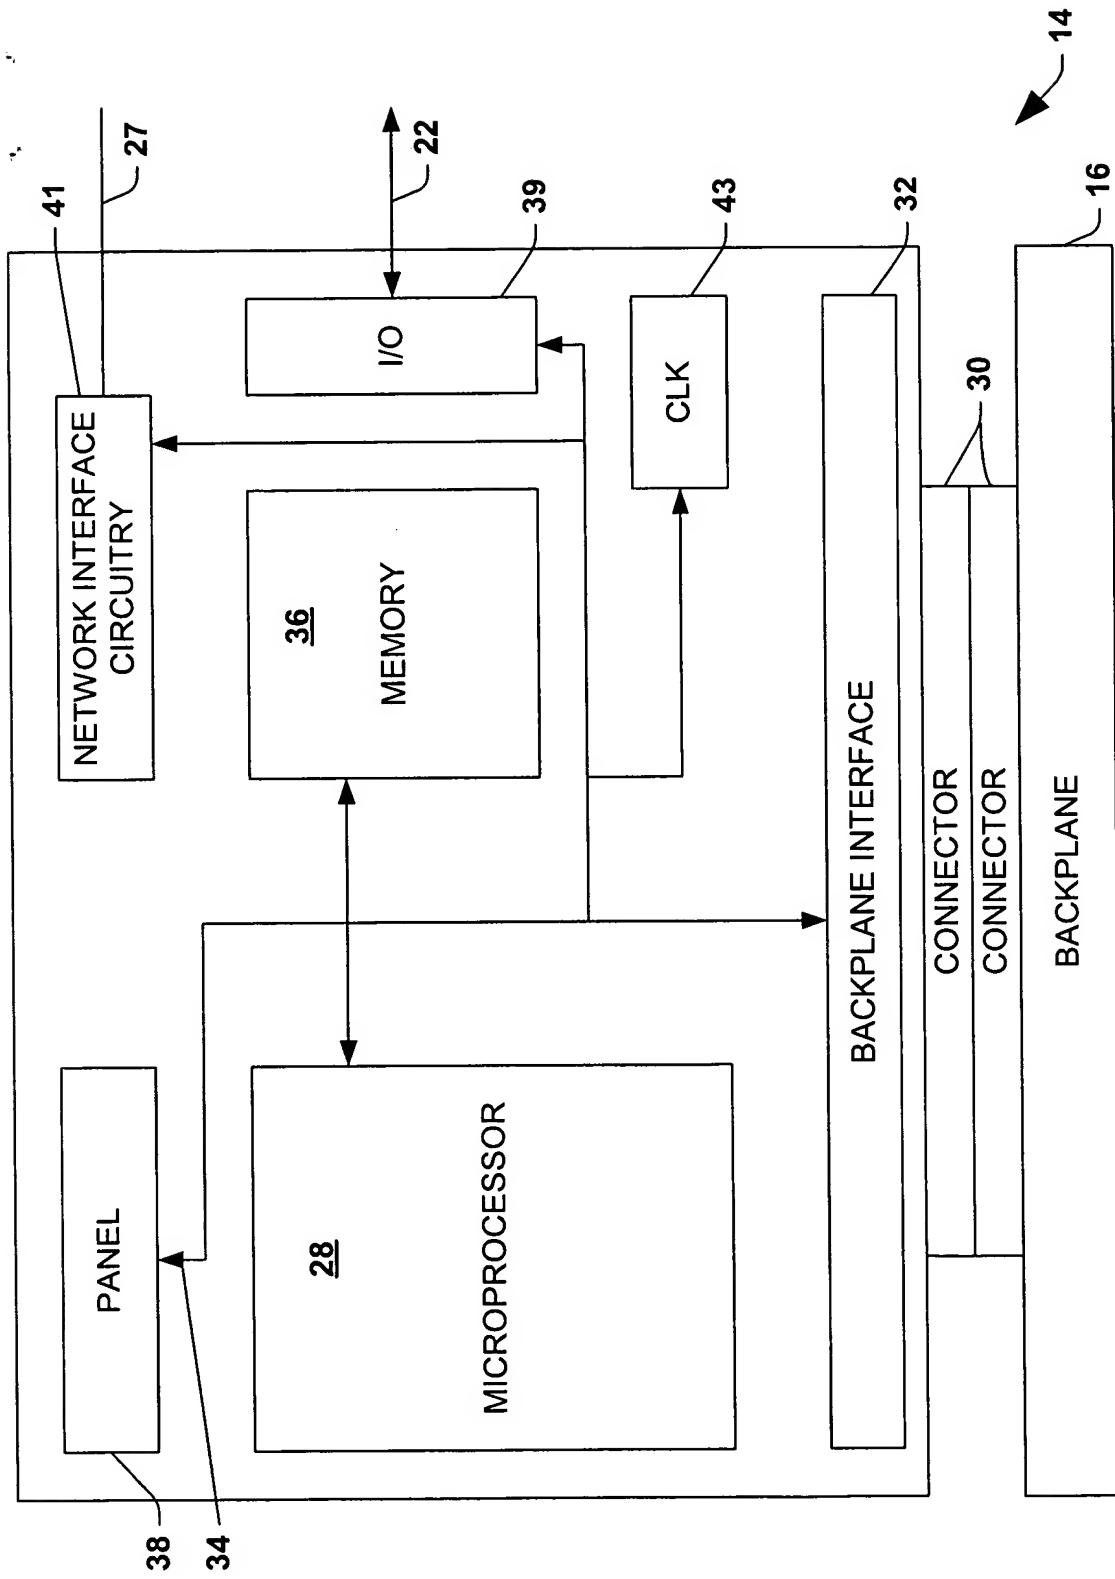 38
34
PANEL
28
MICROPROCESSOR
41
27
NETWORK INTERFACE
CIRCUITRY
36
MEMORY
I/O
22
39
CLK
43
BACKPLANE INTERFACE
32
CONNECTOR
CONNECTOR
30
BACKPLANE
16
14